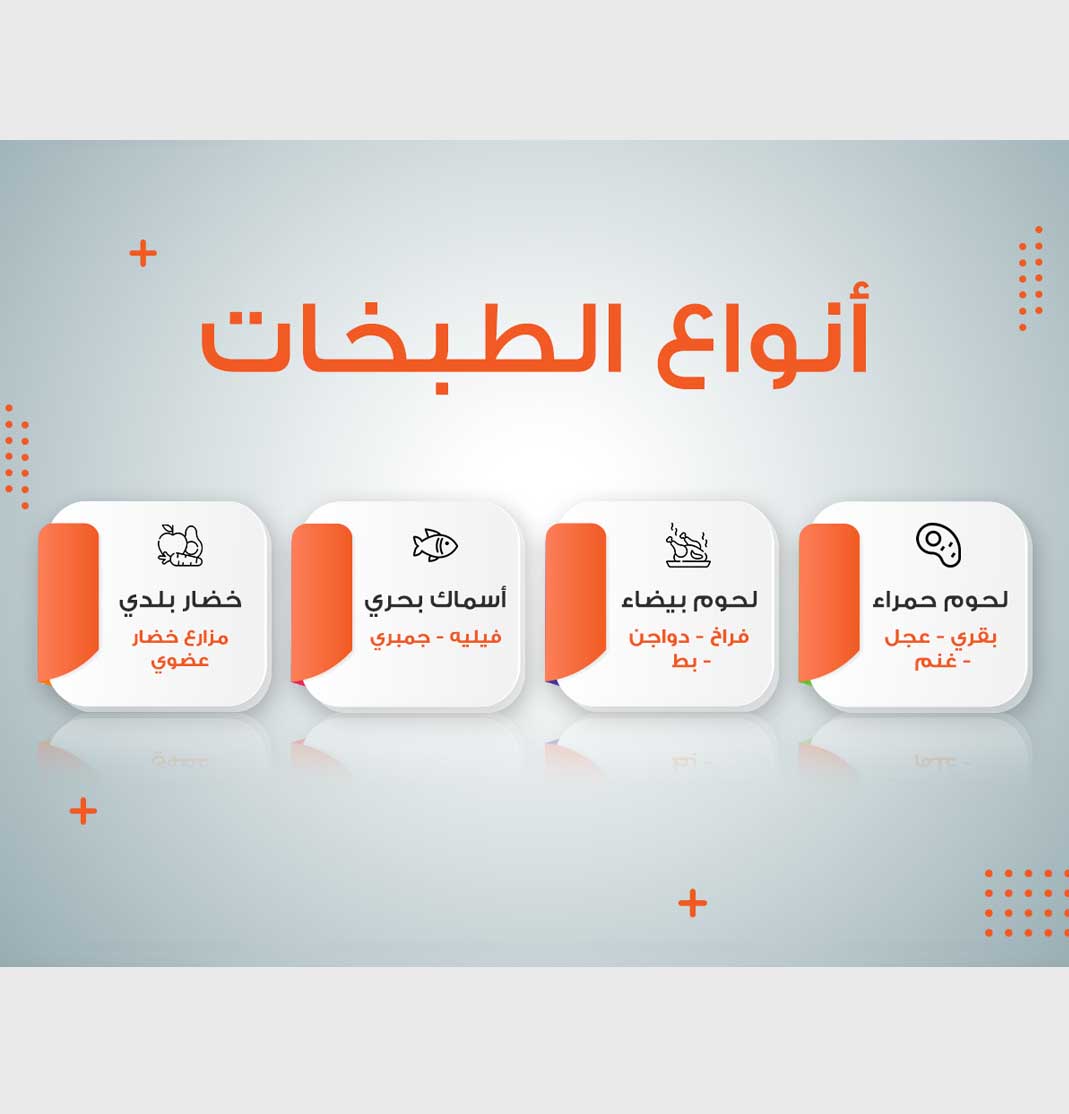 أنواع الطبخات
لحوم حمراء
بقري - عجل
- غنم
لحوم بيضاء
فراخ - دواجن
- بط
أسماك بحري
فيليه - جمبري
خضار بلدي
مزارع خضار
عضوي